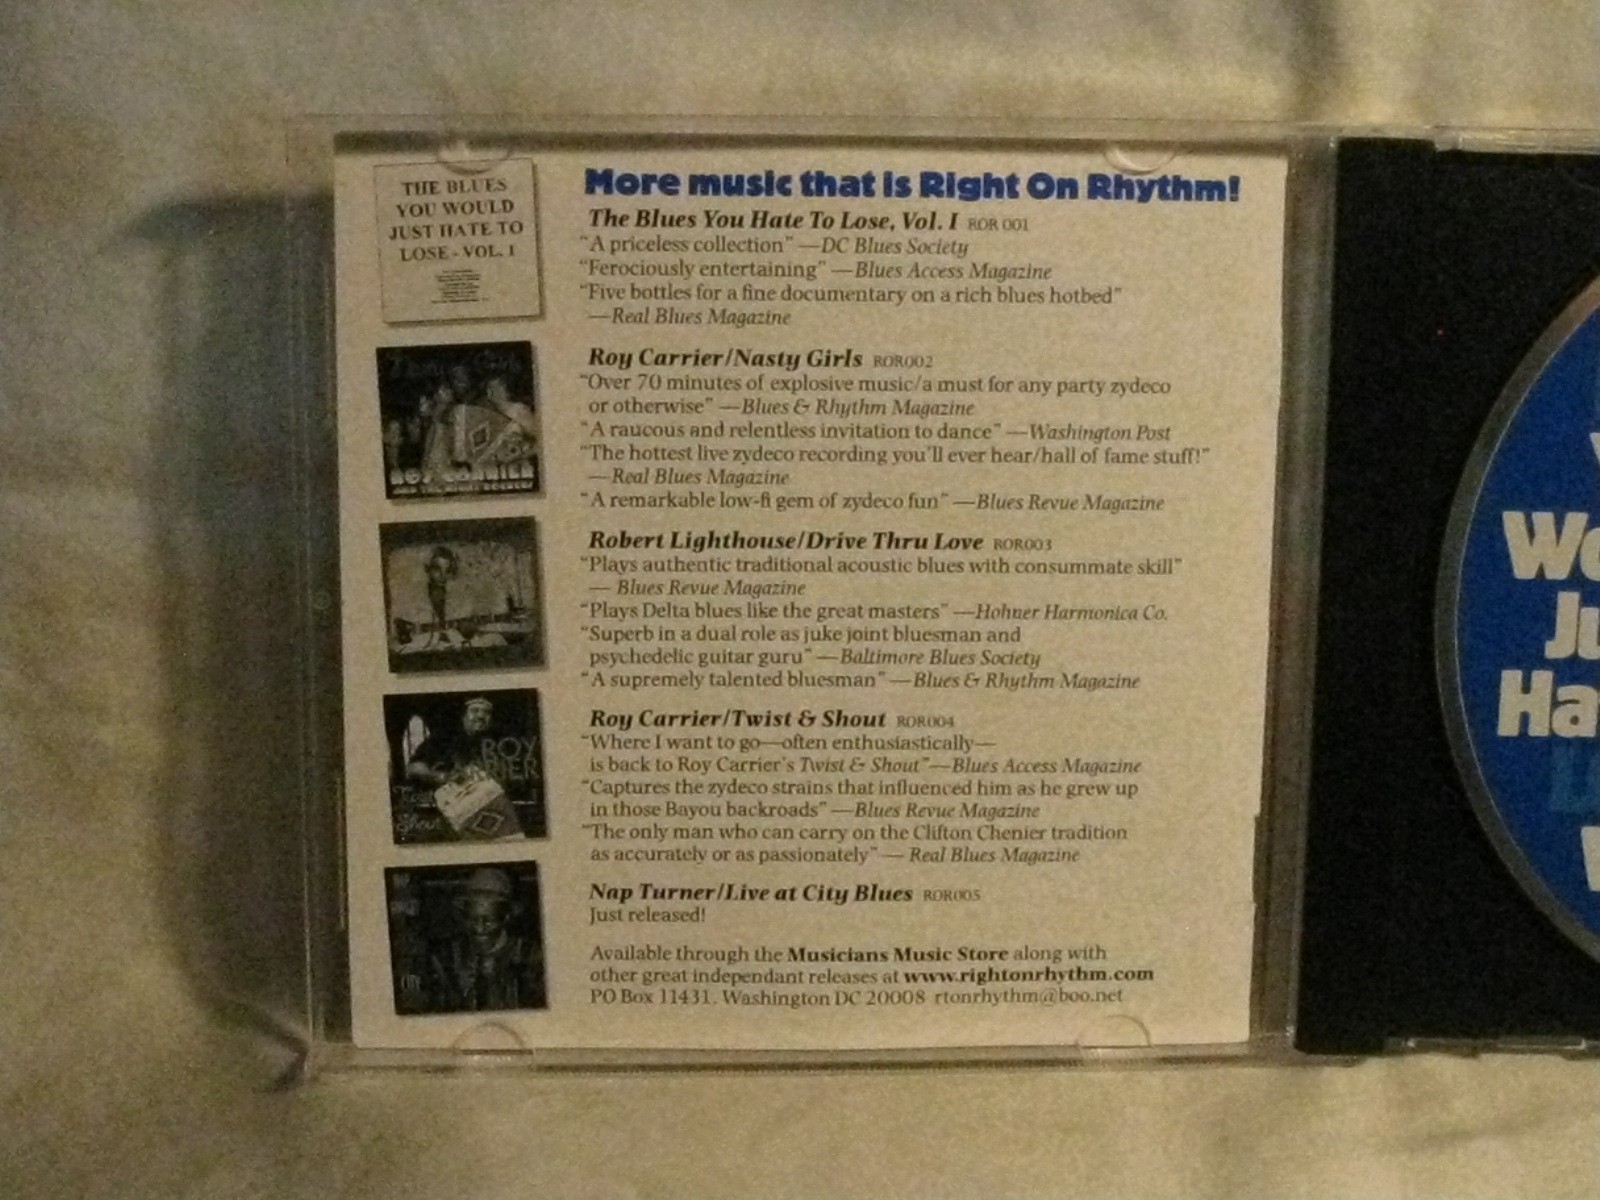 THE BLUES
YOU WOULD
JUST HATE TO
LOSE - VOL. I
More music that is Right On Rhythm!
The Blues You Hate To Lose, Vol. I ROR 001
"A priceless collection" —DC Blues Society
"Ferociously entertaining" —Blues Access Magazine
"Five bottles for a fine documentary on a rich blues hotbed"
—Real Blues Magazine
Roy Carrier/Nasty Girls ROR002
"Over 70 minutes of explosive music/a must for any party zydeco
or otherwise" —Blues & Rhythm Magazine
"A raucous and relentless invitation to dance" —Washington Post
"The hottest live zydeco recording you'll ever hear/hall of fame stuff!"
—Real Blues Magazine
"A remarkable low-fi gem of zydeco fun" —Blues Revue Magazine
ROY CARRIER
Robert Lighthouse/Drive Thru Love ROR003
"Plays authentic traditional acoustic blues with consummate skill"
— Blues Revue Magazine
"Plays Delta blues like the great masters" —Hohner Harmonica Co.
"Superb in a dual role as juke joint bluesman and
psychedelic guitar guru" —Baltimore Blues Society
"A supremely talented bluesman" —Blues & Rhythm Magazine
Roy Carrier/Twist & Shout ROR004
"Where I want to go—often enthusiastically—
is back to Roy Carrier's Twist & Shout"—Blues Access Magazine
"Captures the zydeco strains that influenced him as he grew up
in those Bayou backroads" —Blues Revue Magazine
"The only man who can carry on the Clifton Chenier tradition
as accurately or as passionately" — Real Blues Magazine
ROY
CARRIER
Twist
Shout
Nap Turner/Live at City Blues ROR005
Just released!
Available through the Musicians Music Store along with
other great independant releases at www.rightonrhythm.com
PO Box 11431, Washington DC 20008 rtonrhythm@boo.net
Wo
Ju
Ha